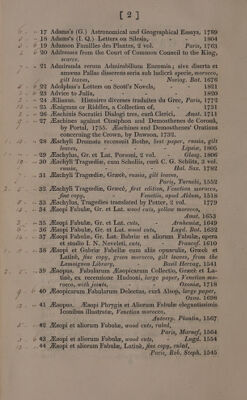 [ 2 ]
17 Adams's (G.) Astronomical and Geographical Essays, 1789
18 Adams's (I. Q.) Letters on Silesia, - - - 1804
19 Adamson Familles des Plantes, 2 vol. Paris, 1763
20 Addresses from the Court of Common Council to the King,
scarce.
21 Admiranda rerum Admirabilium Encomia; sive diserta et
amœna Pallas disserens seria sub ludicrâ specie, morocco,
gilt leaves, Noviog. Bat. 1676
22 Adolphus's Letters on Scott's Novels, - - 1821
23 Advice to Julia, - - - - 1820
24 Ælianus. Histoires diverses traduites du Grec, Paris, 1772
25 Ænigmas or Riddles, a Collection of, - - 1731
26 Æschinis Socratici Dialogi tres, curâ Clerici, Amst. 1711
27 Æschines against Ctesiphon and Demosthenes de Coronâ,
by Portal, 1755. Æschines and Demosthenes' Orations
concerning the Crown, by Dawson, 1732.
28 Æschyli Dramata recensuit Bothe, best paper, russia, gilt
leaves, Lipsiæ, 1805
29 Æschylus, Gr. et Lat. Porsoni, 2 vol. Glasg. 1806
30 Æschyli Tragœdiæ, cum Scholiis, curâ C. G. Schütz, 3 vol.
russia, Hal. Sax. 1782
31 Æschyli Tragœdiæ, Græcè, russia, gilt leaves,
Paris, Turnebi, 1552
32 Æschyli Tragœdiæ, Græcè, first edition, Venetian morocco,
fine copy, Venetiis, apud Aldum, 1518
33 Æschylus, Tragedies translated by Potter, 2 vol. 1779
34 Æsopi Fabulæ, Gr. et Lat. wood cuts, yellow morocco,
Amst. 1653
35 Æsopi Fabulæ, Gr. et Lat. cuts, Arnhemiæ, 1649
36 Æsopi Fabulæ, Gr. et Lat. wood cuts, Lugd. Bat. 1632
37 Æsopi Fabulæ, Gr. Lat. Babriæ et aliorum Fabulæ, opera
et studio I. N. Neveleti, cuts, Francof. 1610
38 Æsopi et Gabriæ Fabellæ cum aliis opusculis, Græcè et
Latinè, fine copy, green morocco, gilt leaves, from the
Lamoignon Library, Basil Herveg. 1541
39 Æsopus. Fabularum Æsopicarum Collectio, Græcè et La-
tinè, ex recensione Hudsoni, large paper, Venetian mo-
rocco, with joints, Oxoniæ, 1718
40 Æsopicarum Fabularum Delectus, curâ Alsop, large paper,
Oxon. 1698
41 Æsopus. Æsopi Phrygis et Aliorum Fabulæ elegantissimis
Iconibus illustratæ, Venetian morocco,
Antverp. Plantin, 1567
42 Æsopi et aliorum Fabulæ, wood cuts, ruled,
Paris, Marnef, 1564
43 Æsopi et aliorum Fabulæ, wood cuts, Lugd. 1554
44 Æsopi et aliorum Fabulæ, Latinè, fine copy, ruled,
Paris, Rob. Steph. 1545